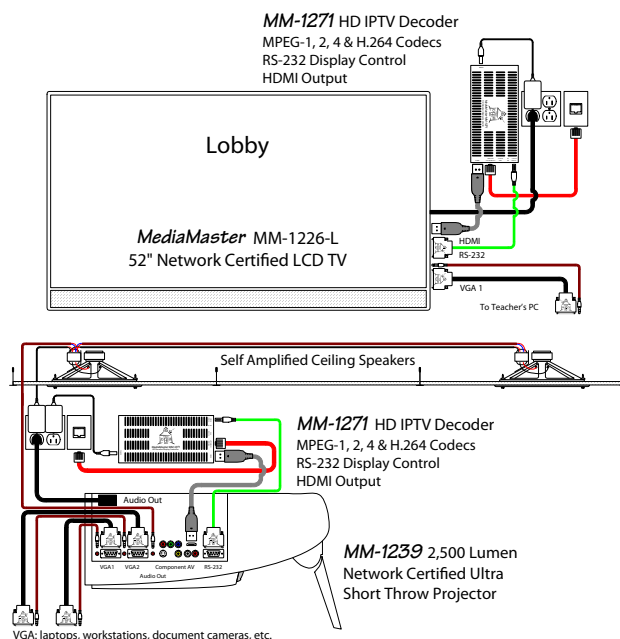 MM-1271 HD IPTV Decoder
MPEG-1, 2, 4 & H.264 Codecs
RS-232 Display Control
HDMI Output
Lobby
MediaMaster MM-1226-L
52" Network Certified LCD TV
HDMI
RS-232
VGA 1
To Teacher's PC
Self Amplified Ceiling Speakers
MM-1271 HD IPTV Decoder
MPEG-1, 2, 4 & H.264 Codecs
RS-232 Display Control
HDMI Output
Audio Out
VGA1 VGA2 Component AV RS-232
Audio Out
MM-1239 2,500 Lumen
Network Certified Ultra
Short Throw Projector
VGA: laptops, workstations, document cameras, etc.